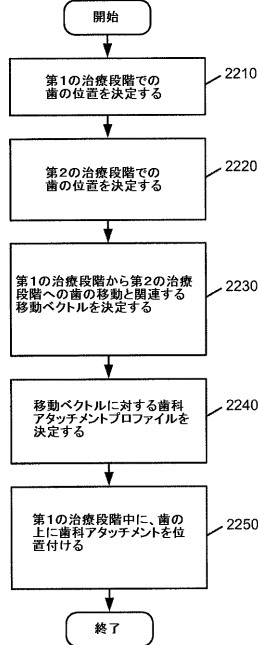 開始
第1の治療段階での
歯の位置を決定する
2210
第2の治療段階での
歯の位置を決定する
2220
第1の治療段階から第2の治療
段階への歯の移動と関連する
移動ベクトルを決定する
2230
移動ベクトルに対する歯科
アタッチメントプロファイルを
決定する
2240
第1の治療段階中に、歯の
上に歯科アタッチメントを位
置付ける
2250
終了